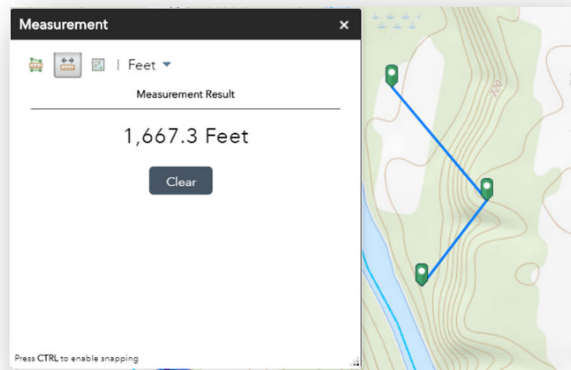 Measurement
Feet
Measurement Result
1,667.3 Feet
Clear
Press CTRL to enable snapping